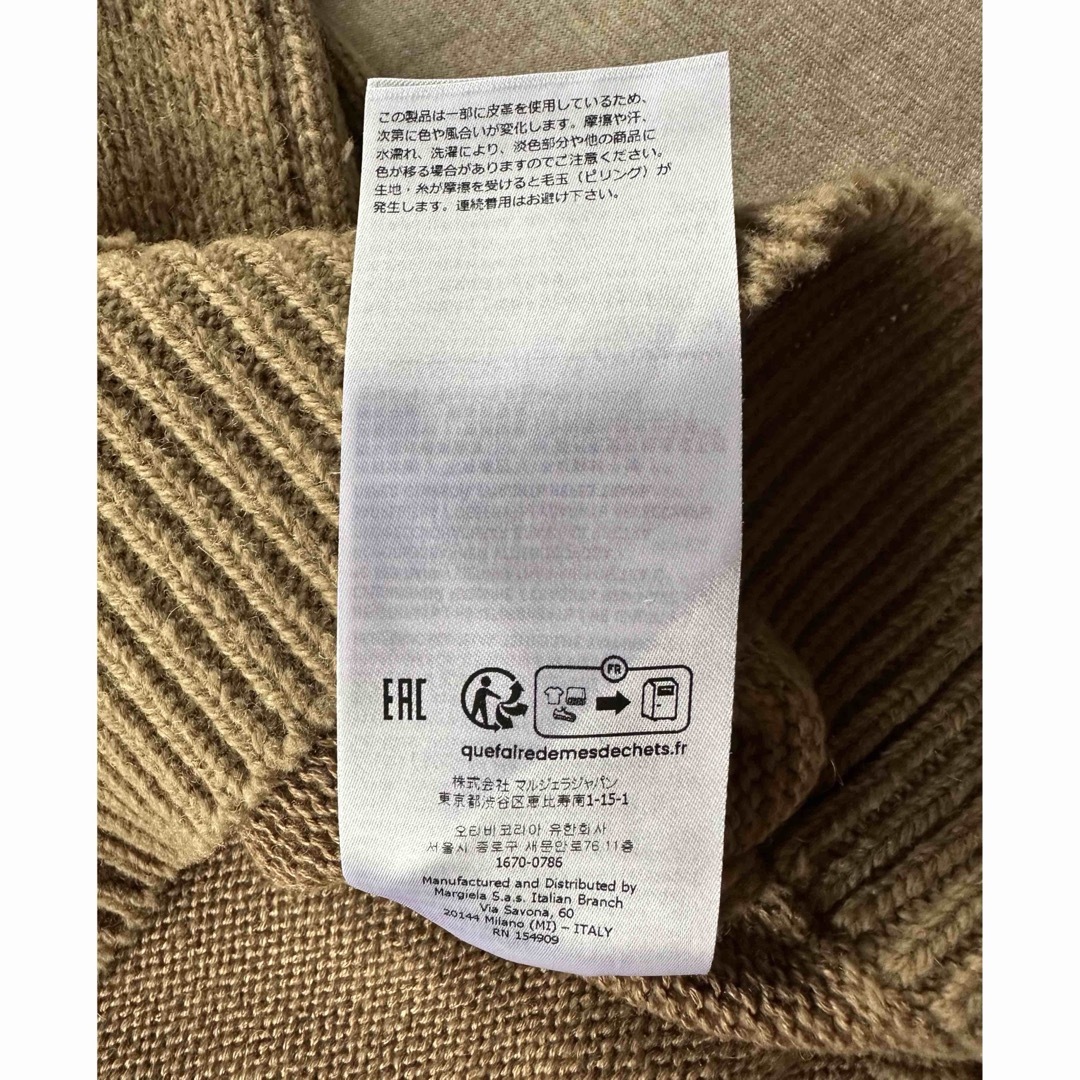 この製品は一部に皮革を使用しているため、
次第に色や風合いが変化します。摩擦や汗、
水濡れ、洗濯により、淡色部分や他の商品に
色が移る場合がありますのでご注意ください。
生地・糸が摩擦を受けると毛玉（ピリング）が
発生します。連続着用はお避け下さい。
EAC
FR
quefairedemesdechets.fr
株式会社 マルジェラジャパン
東京都渋谷区恵比寿南1-15-1
오티비코리아 유한회사
서울시 종로구 새문안로76 11층
1670-0786
Manufactured and Distributed by
Margiela S.a.s. Italian Branch
Via Savona, 60
20144 Milano (MI) – ITALY
RN 154909